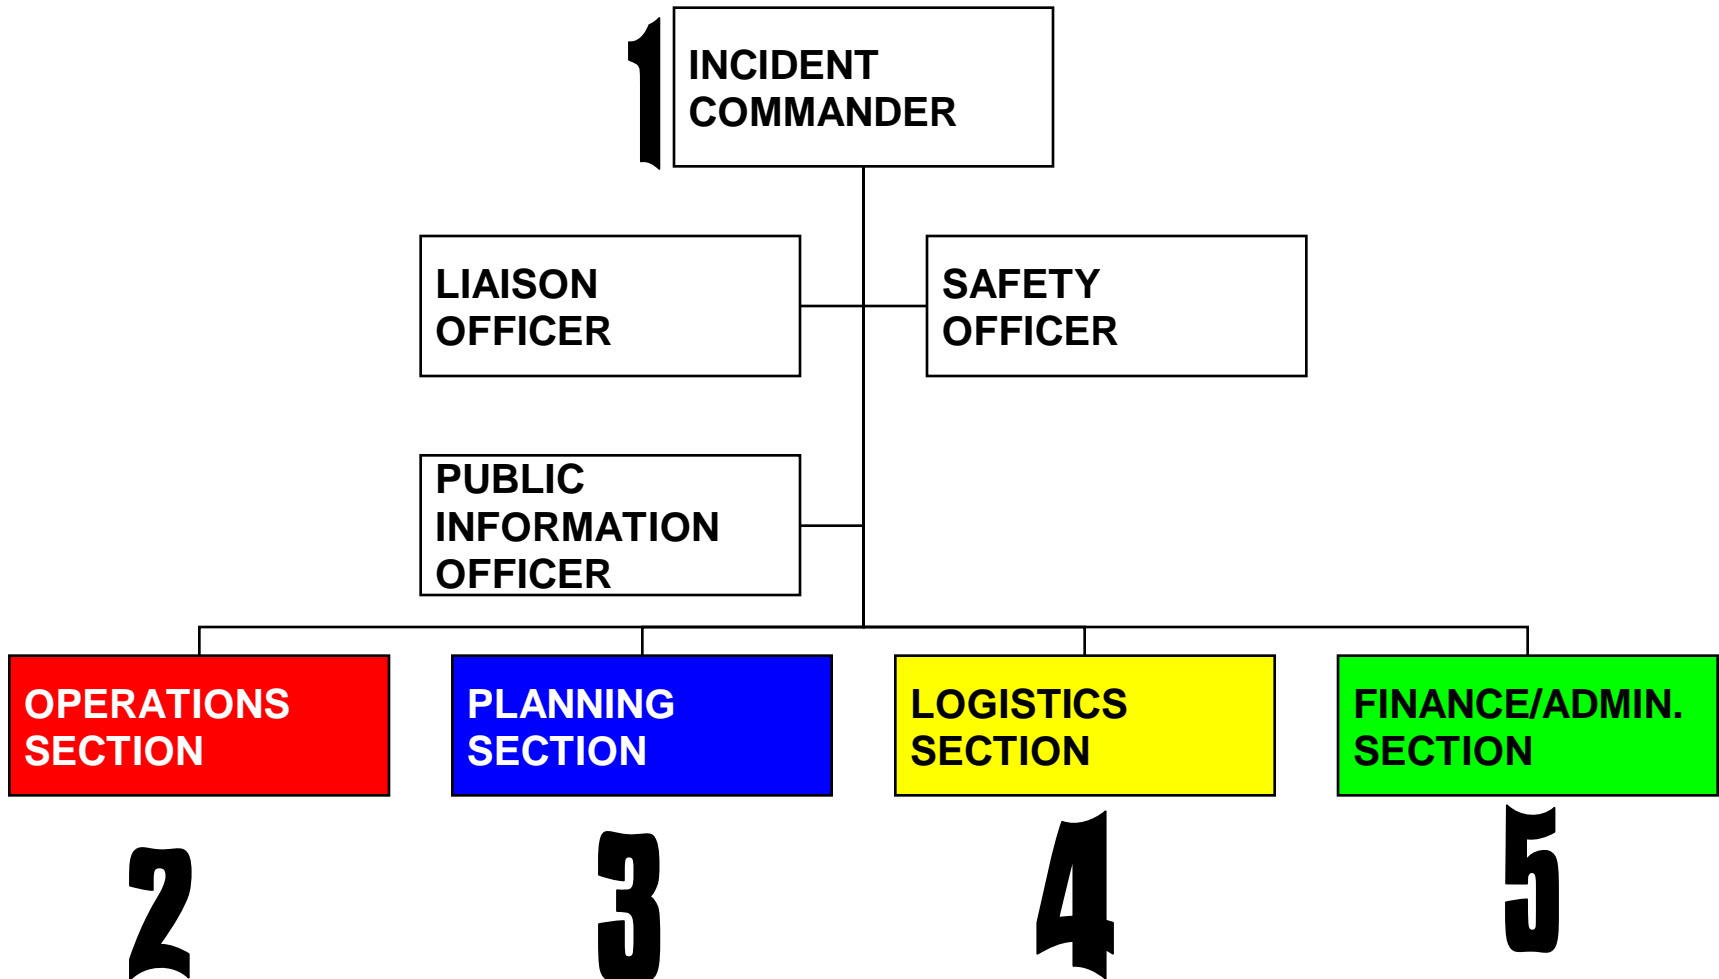 1
INCIDENT
COMMANDER
LIAISON
OFFICER
SAFETY
OFFICER
PUBLIC
INFORMATION
OFFICER
OPERATIONS
SECTION
PLANNING
SECTION
LOGISTICS
SECTION
FINANCE/ADMIN.
SECTION
2
3
4
5